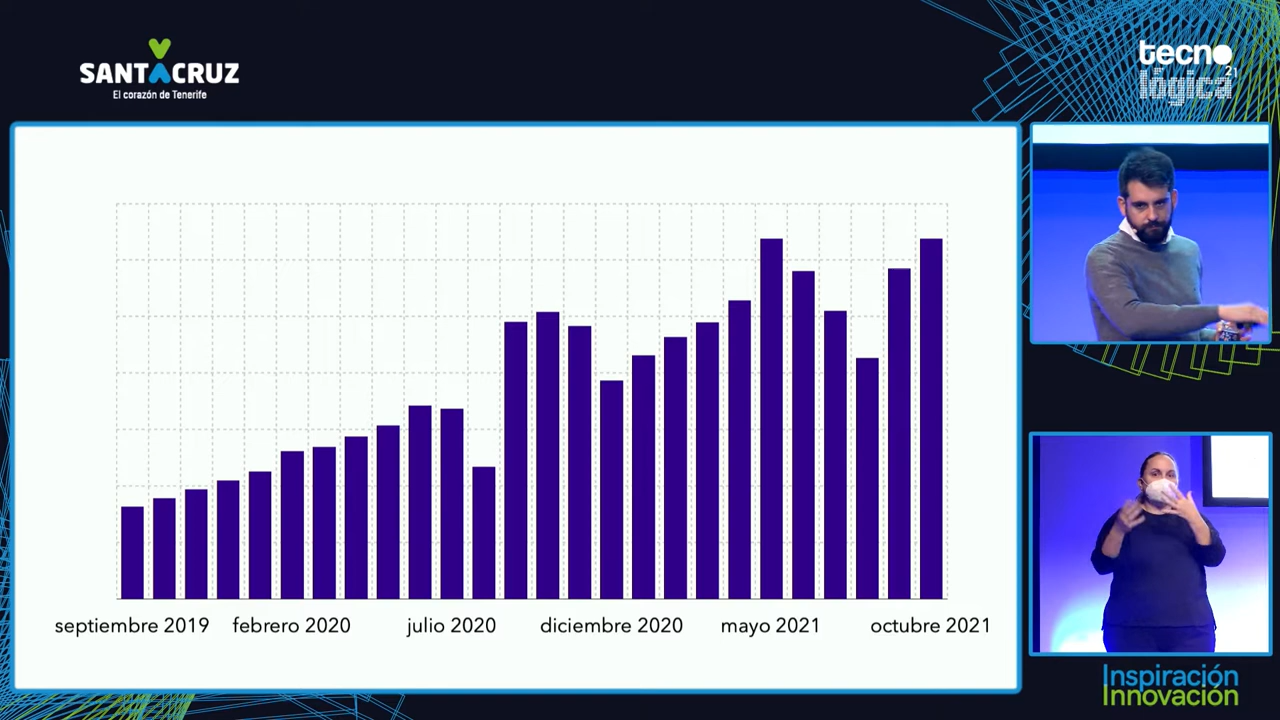 SANTACRUZ
El corazón de Tenerife
tecno
lógica
21
septiembre 2019
febrero 2020
julio 2020
diciembre 2020
mayo 2021
octubre 2021
Inspiración
Innovación